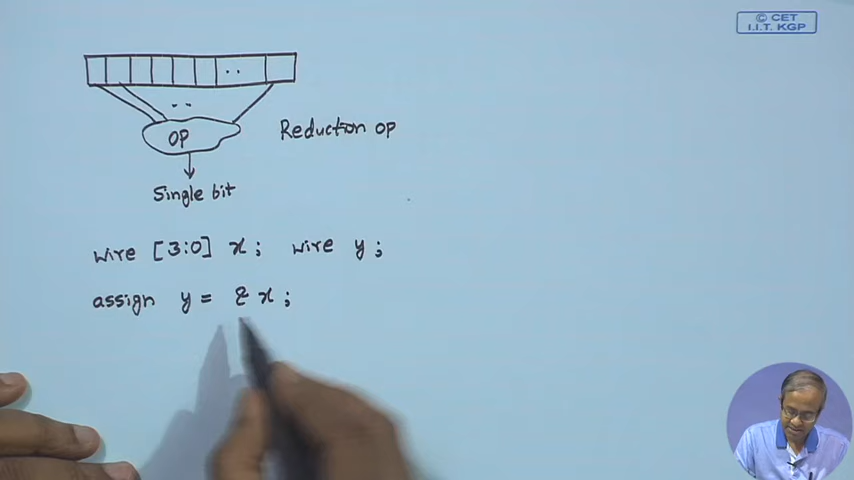 © CET
I.I.T. KGP
. .
. .
OP
Reduction OP
Single bit
wire [3:0] x; wire y;
assign y = & x;